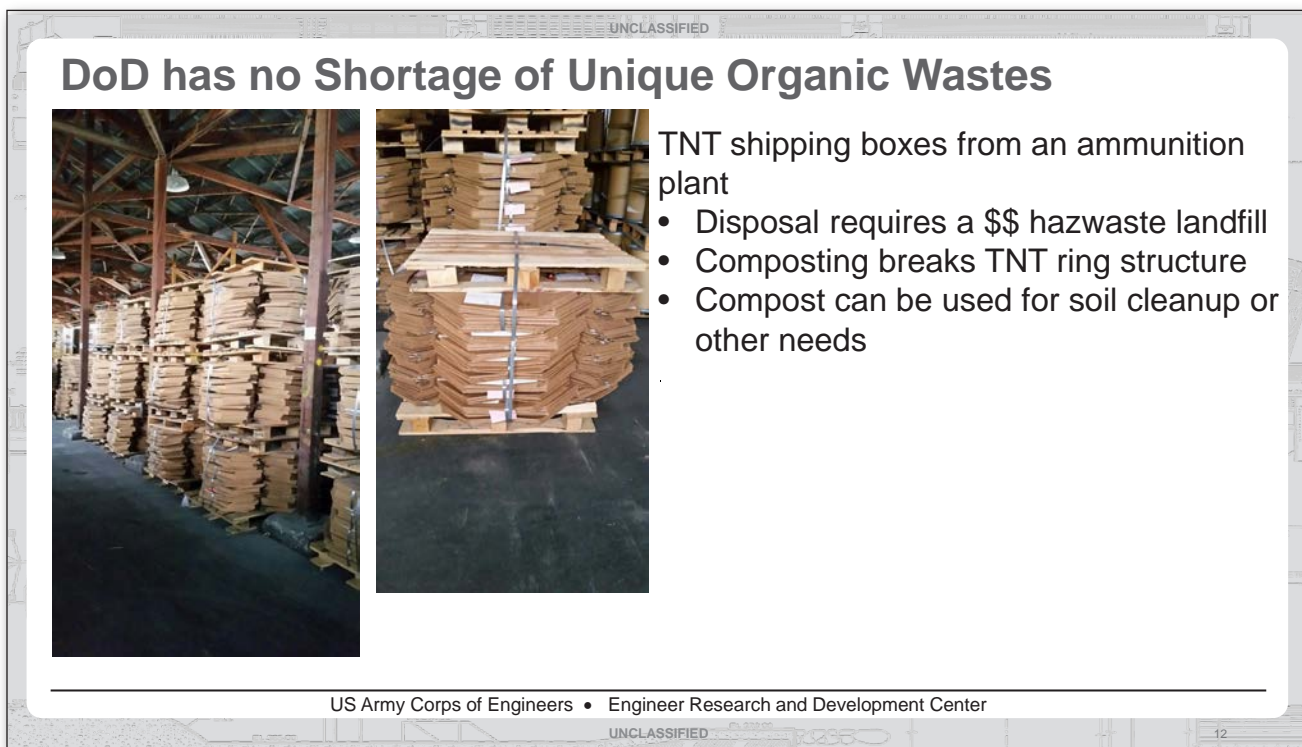 UNCLASSIFIED
DoD has no Shortage of Unique Organic Wastes
TNT shipping boxes from an ammunition
plant
• Disposal requires a $$ hazwaste landfill
• Composting breaks TNT ring structure
• Compost can be used for soil cleanup or
other needs
.
US Army Corps of Engineers • Engineer Research and Development Center
UNCLASSIFIED
12